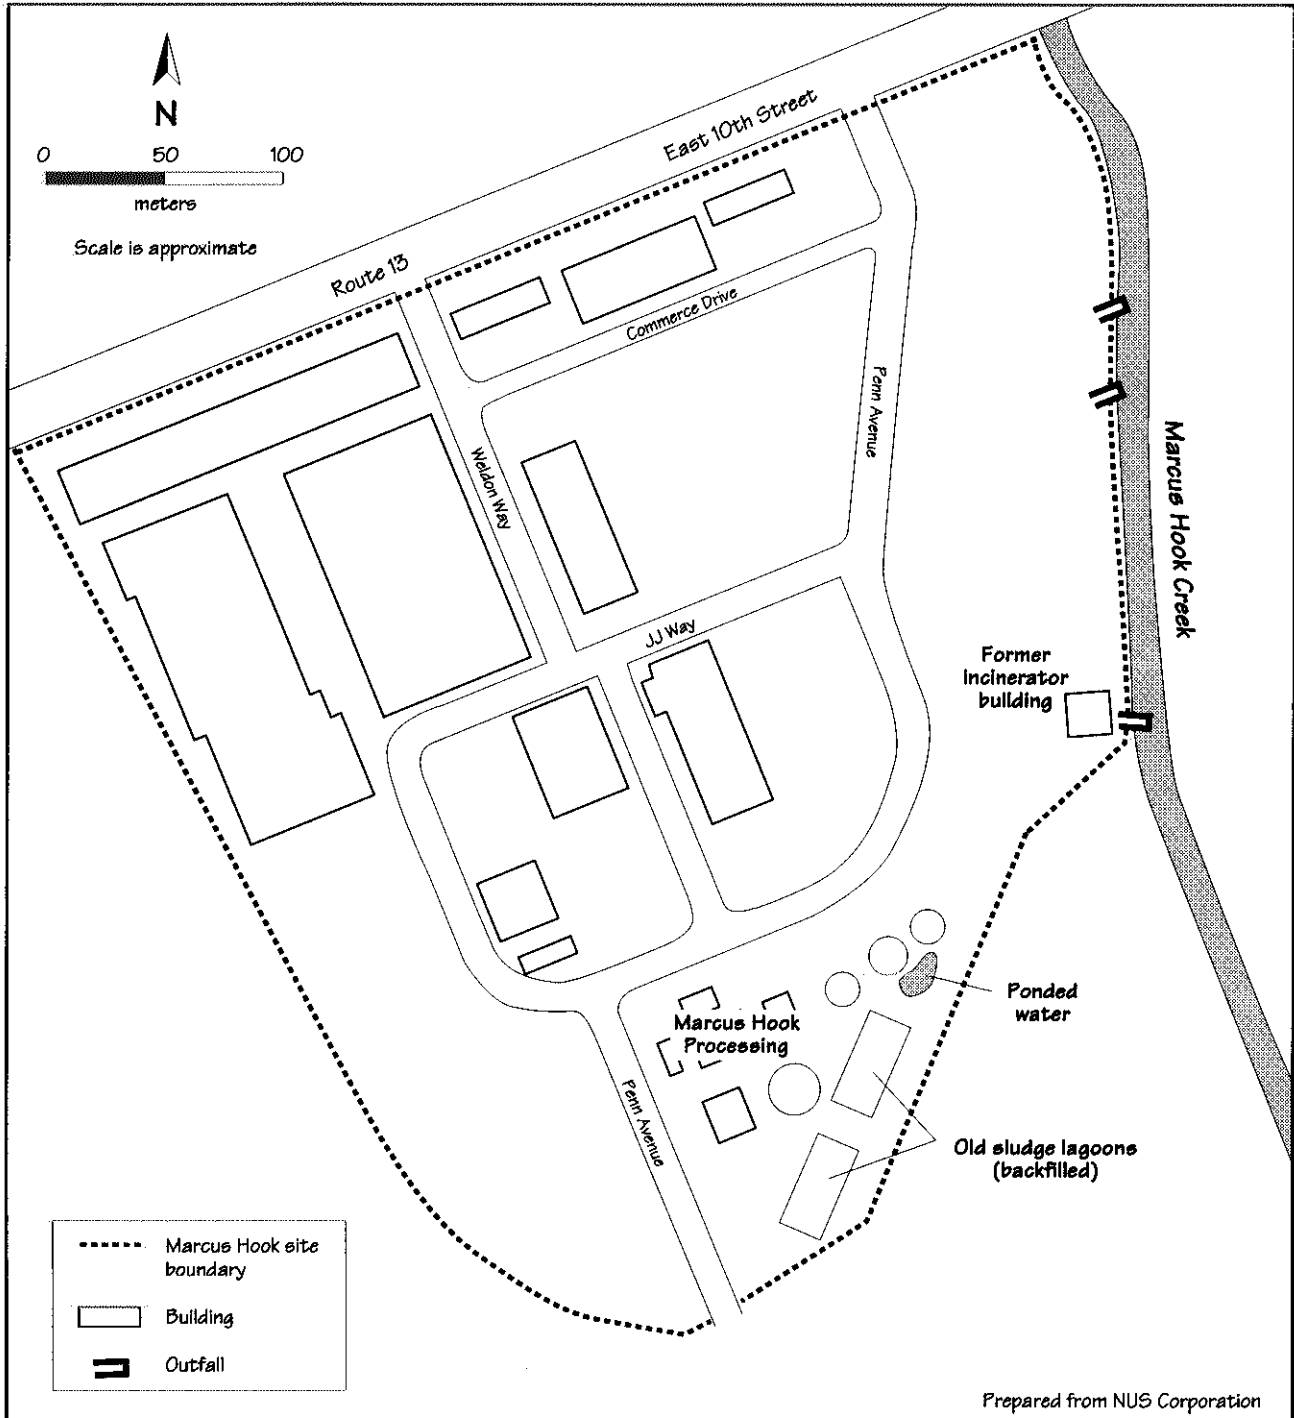 N
0 50 100
meters
Scale is approximate
East 10th Street
Route 13
Commerce Drive
Penn Avenue
Weldon Way
Marcus Hook Creek
JJ Way
Former
Incinerator
building
Ponded
water
Marcus Hook
Processing
Penn Avenue
Old sludge lagoons
(backfilled)
Marcus Hook site
boundary
Building
Outfall
Prepared from NUS Corporation